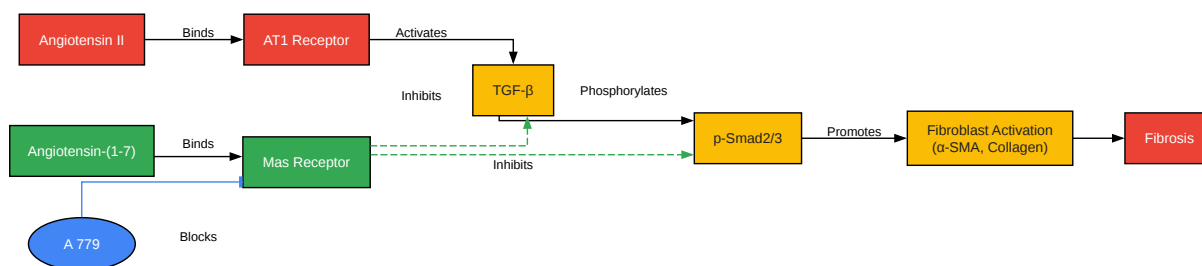 Angiotensin II
Binds
AT1 Receptor
Activates
TGF-β
Inhibits
Phosphorylates
Angiotensin-(1-7)
Binds
Mas Receptor
Inhibits
p-Smad2/3
Promotes
Fibroblast Activation
(α-SMA, Collagen)
Fibrosis
A 779
Blocks